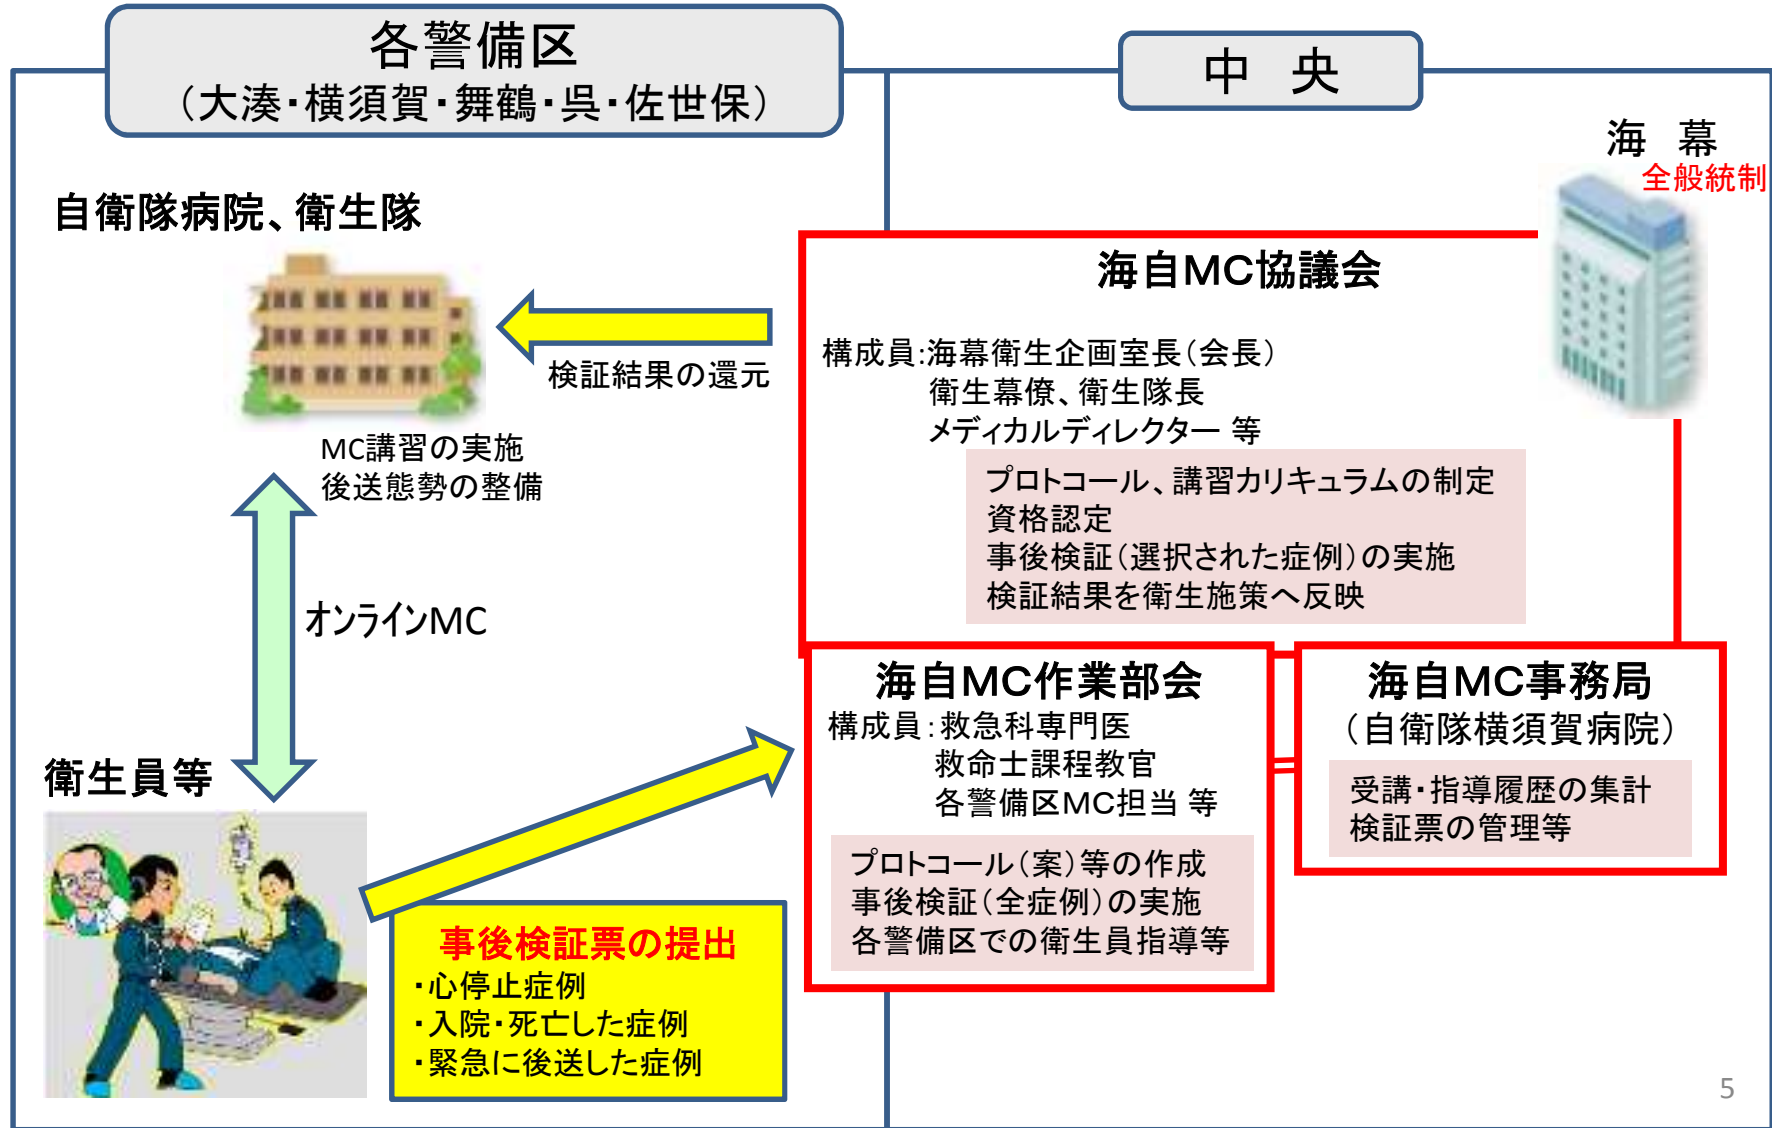 各警備区
（大湊・横須賀・舞鶴・呉・佐世保）
中　央
海　幕
全般統制
自衛隊病院、衛生隊
検証結果の還元
MC講習の実施
後送態勢の整備
オンラインMC
衛生員等
事後検証票の提出
・心停止症例
・入院・死亡した症例
・緊急に後送した症例
海自MC協議会
構成員:海幕衛生企画室長（会長）
衛生幕僚、衛生隊長
メディカルディレクター 等
プロトコール、講習カリキュラムの制定
資格認定
事後検証（選択された症例）の実施
検証結果を衛生施策へ反映
海自MC作業部会
構成員：救急科専門医
救命士課程教官
各警備区MC担当 等
プロトコール（案）等の作成
事後検証（全症例）の実施
各警備区での衛生員指導等
海自MC事務局
（自衛隊横須賀病院）
受講・指導履歴の集計
検証票の管理等
5